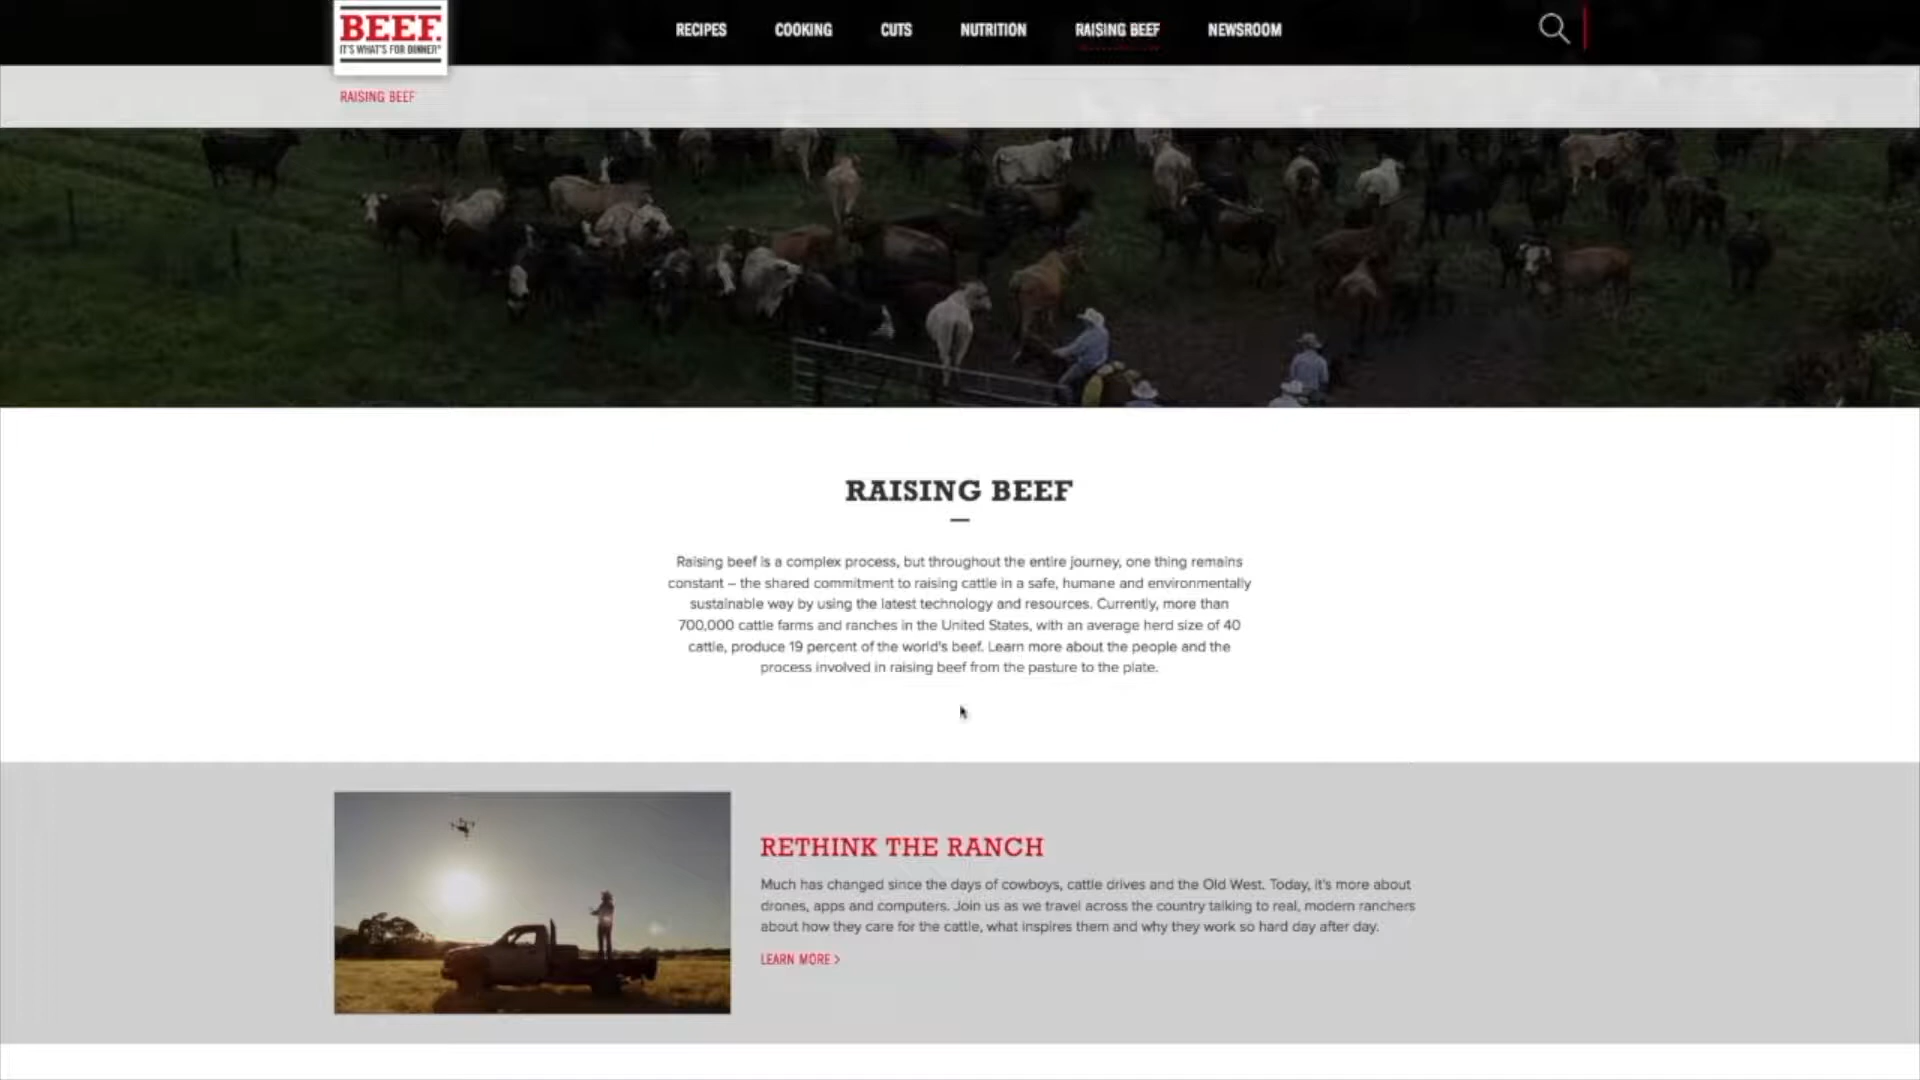 BEEF.
IT'S WHAT'S FOR DINNER®
RECIPES
COOKING
CUTS
NUTRITION
RAISING BEEF
NEWSROOM
RAISING BEEF
RAISING BEEF
Raising beef is a complex process, but throughout the entire journey, one thing remains
constant – the shared commitment to raising cattle in a safe, humane and environmentally
sustainable way by using the latest technology and resources. Currently, more than
700,000 cattle farms and ranches in the United States, with an average herd size of 40
cattle, produce 19 percent of the world's beef. Learn more about the people and the
process involved in raising beef from the pasture to the plate.
RETHINK THE RANCH
Much has changed since the days of cowboys, cattle drives and the Old West. Today, it's more about
drones, apps and computers. Join us as we travel across the country talking to real, modern ranchers
about how they care for the cattle, what inspires them and why they work so hard day after day.
LEARN MORE >